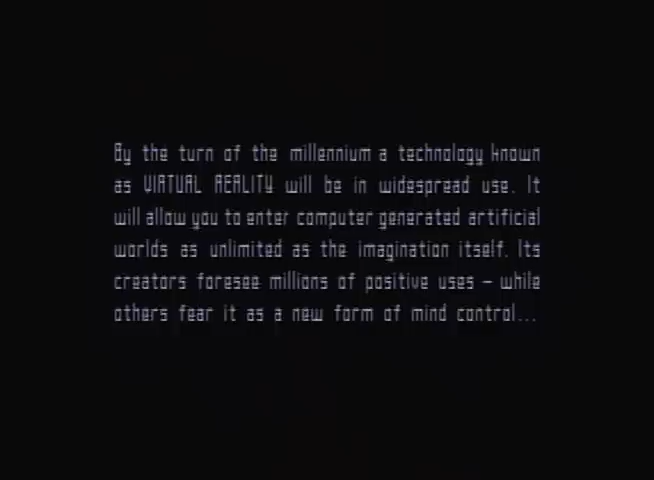 By the turn of the millennium a technology known
as VIRTUAL REALITY will be in widespread use. It
will allow you to enter computer generated artificial
worlds as unlimited as the imagination itself. Its
creators foresee millions of positive uses – while
others fear it as a new form of mind control...